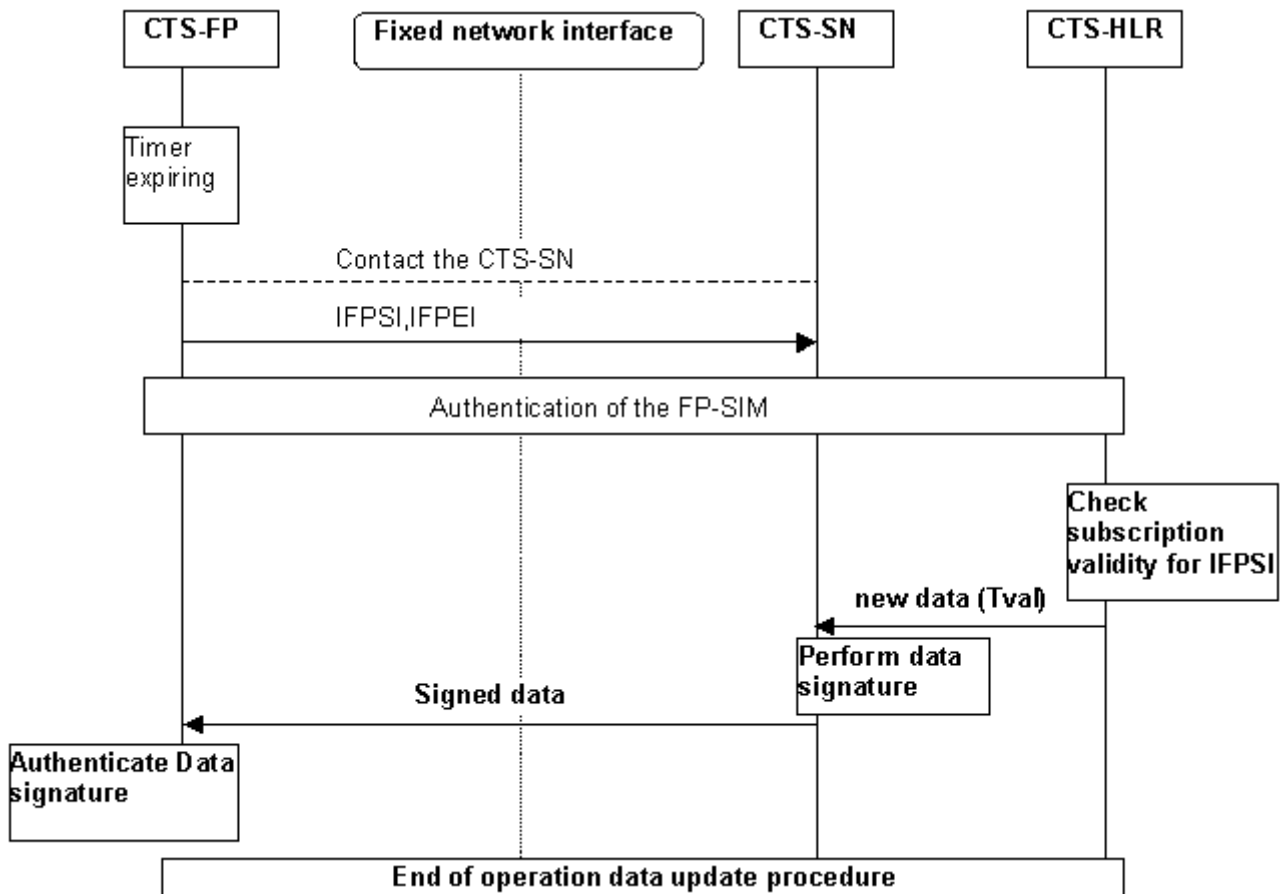 CTS-FP
Fixed network interface
CTS-SN
CTS-HLR
Timer
expiring
Contact the CTS-SN
IFPSI,IFPEI
Authentication of the FP-SIM
Check
subscription
validity for IFPSI
new data (Tval)
Perform data
signature
Signed data
Authenticate Data
signature
End of operation data update procedure